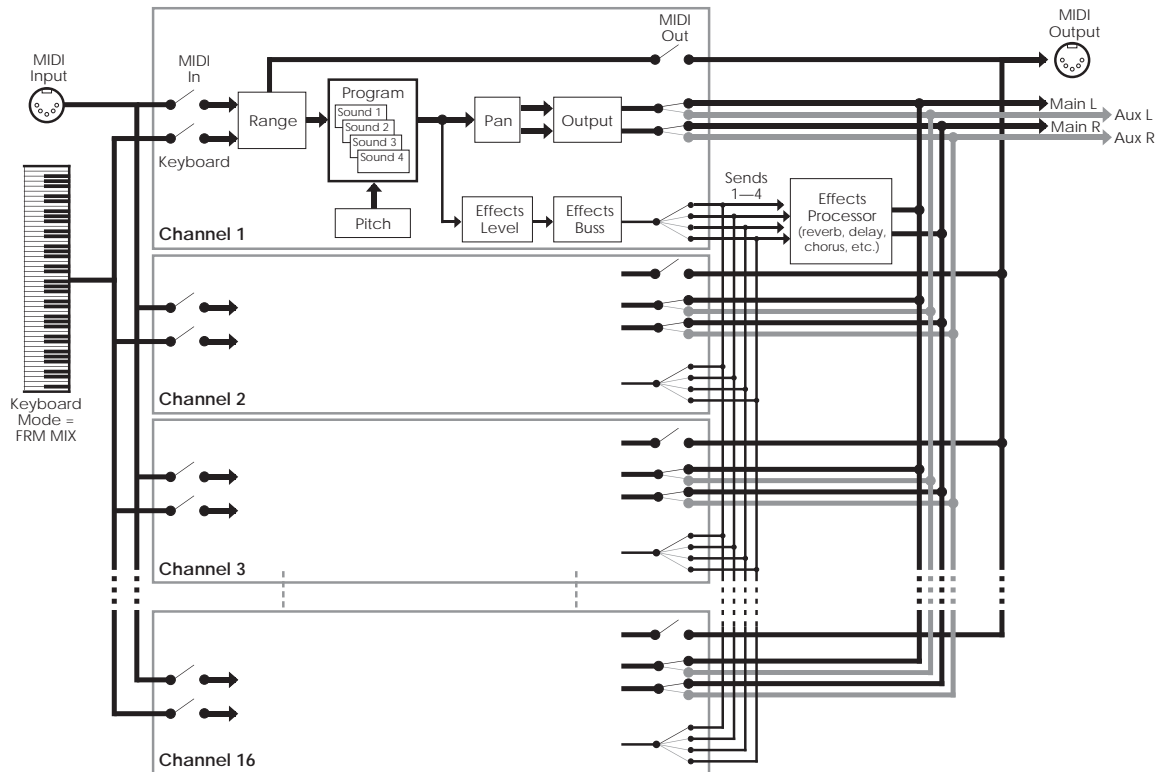 MIDI
Input
MIDI
In
Keyboard
Range
Program
Sound 1
Sound 2
Sound 3
Sound 4
Pitch
Pan
Output
Effects
Level
Effects
Buss
MIDI
Out
MIDI
Output
Main L
Aux L
Main R
Aux R
Sends
1—4
Effects
Processor
(reverb, delay,
chorus, etc.)
Channel 1
Keyboard
Mode =
FRM MIX
Channel 2
Channel 3
Channel 16